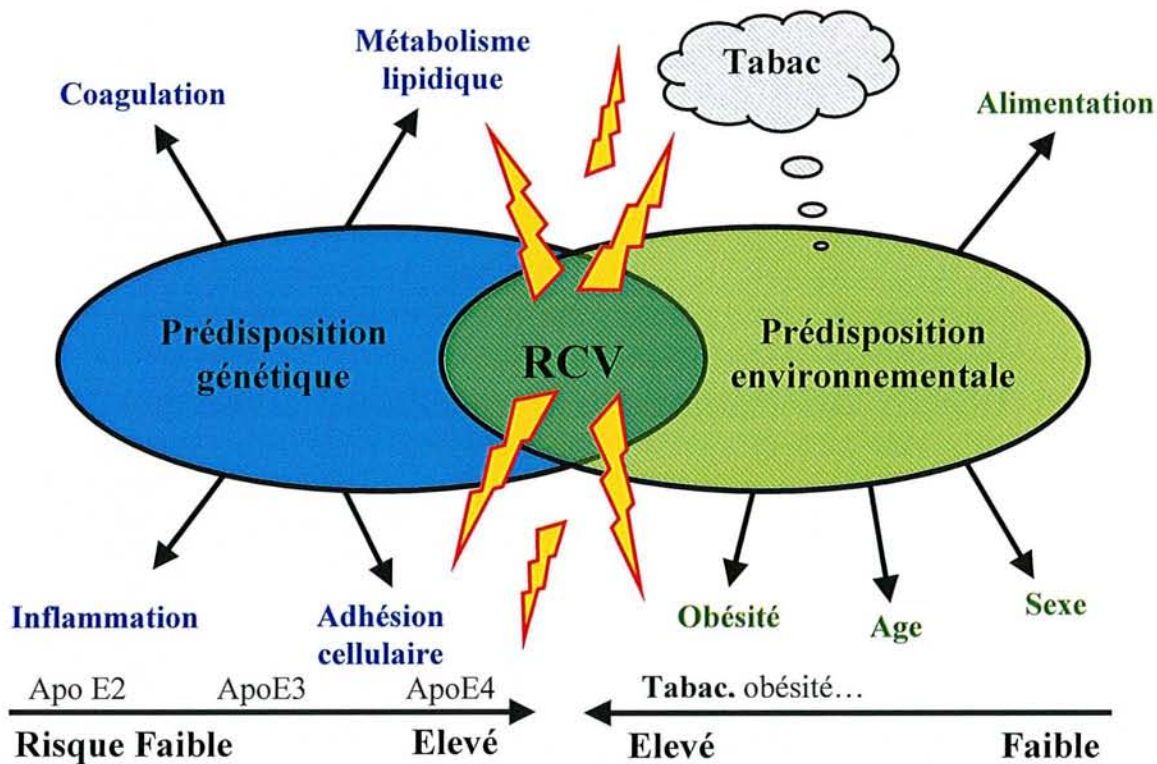 Métabolisme
lipidique
Tabac
Coagulation
Alimentation
Prédisposition
génétique
RCV
Prédisposition
environnementale
Inflammation
Adhésion
cellulaire
Obésité
Age
Sexe
Apo E2 ApoE3 ApoE4
Tabac. obésité…
Risque Faible Elevé
Elevé Faible